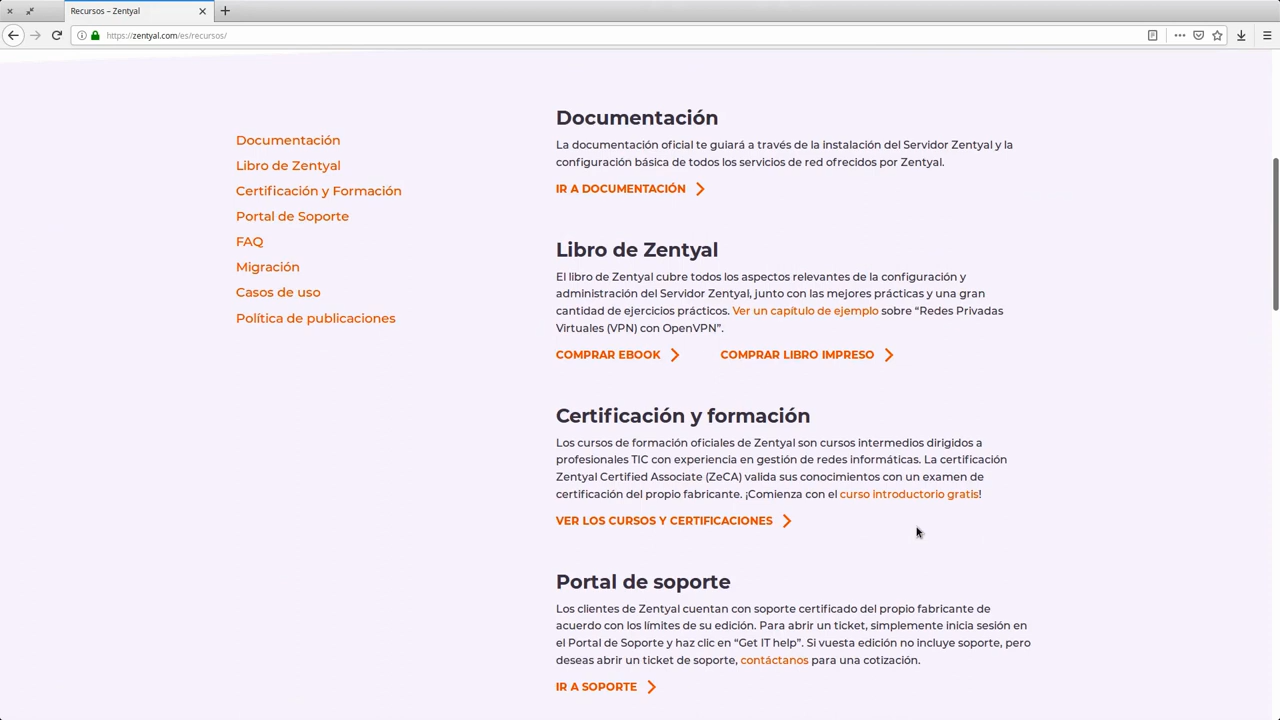 Recursos – Zentyal
https://zentyal.com/es/recursos/
Documentación
Libro de Zentyal
Certificación y Formación
Portal de Soporte
FAQ
Migración
Casos de uso
Política de publicaciones
Documentación
La documentación oficial te guiará a través de la instalación del Servidor Zentyal y la
configuración básica de todos los servicios de red ofrecidos por Zentyal.
IR A DOCUMENTACIÓN
Libro de Zentyal
El libro de Zentyal cubre todos los aspectos relevantes de la configuración y
administración del Servidor Zentyal, junto con las mejores prácticas y una gran
cantidad de ejercicios prácticos. Ver un capítulo de ejemplo sobre “Redes Privadas
Virtuales (VPN) con OpenVPN”.
COMPRAR EBOOK COMPRAR LIBRO IMPRESO
Certificación y formación
Los cursos de formación oficiales de Zentyal son cursos intermedios dirigidos a
profesionales TIC con experiencia en gestión de redes informáticas. La certificación
Zentyal Certified Associate (ZeCA) valida sus conocimientos con un examen de
certificación del propio fabricante. ¡Comienza con el curso introductorio gratis!
VER LOS CURSOS Y CERTIFICACIONES
Portal de soporte
Los clientes de Zentyal cuentan con soporte certificado del propio fabricante de
acuerdo con los límites de su edición. Para abrir un ticket, simplemente inicia sesión en
el Portal de Soporte y haz clic en “Get IT help”. Si vuesta edición no incluye soporte, pero
deseas abrir un ticket de soporte, contáctanos para una cotización.
IR A SOPORTE